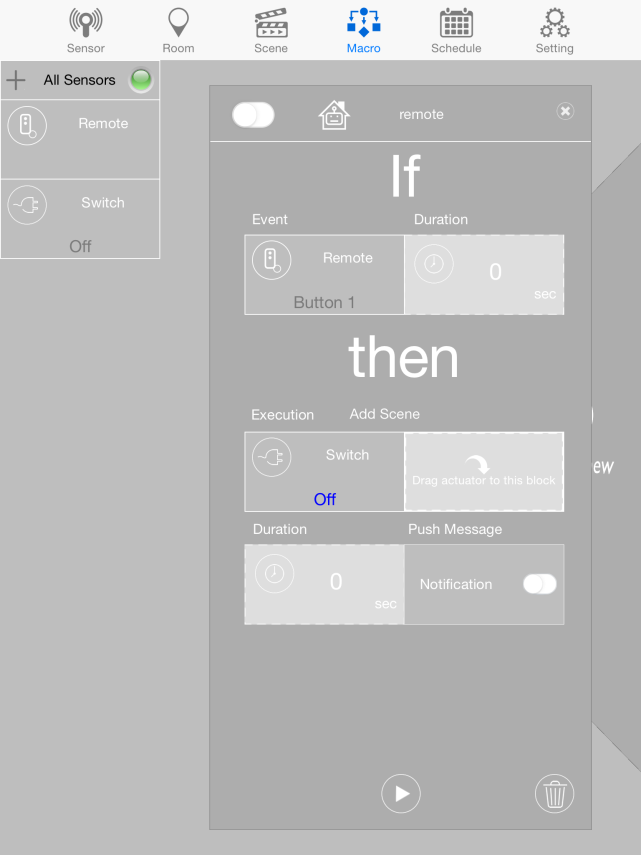 Sensor Room Scene Macro Schedule Setting
All Sensors
Remote
Switch
Off
remote
If
Event Duration
Remote 0
Button 1 sec
then
Execution Add Scene
Switch
Drag actuator to this block
Off
Duration Push Message
0 Notification
sec
ew